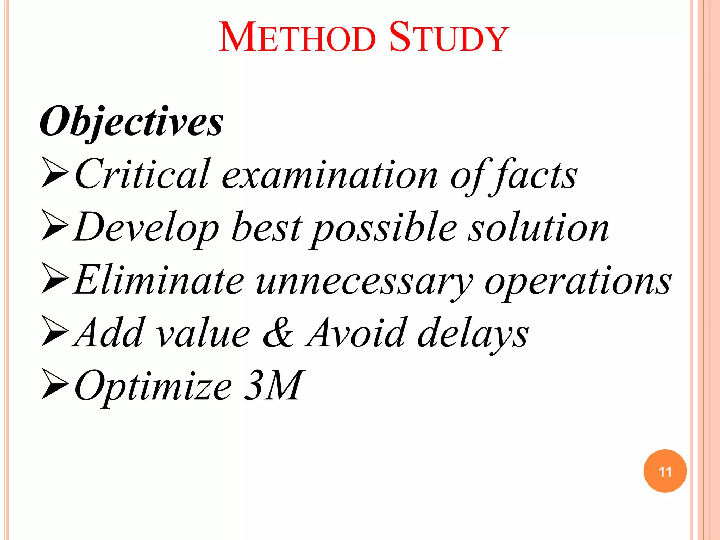 METHOD STUDY
Objectives
➢Critical examination of facts
➢Develop best possible solution
➢Eliminate unnecessary operations
➢Add value & Avoid delays
➢Optimize 3M
11